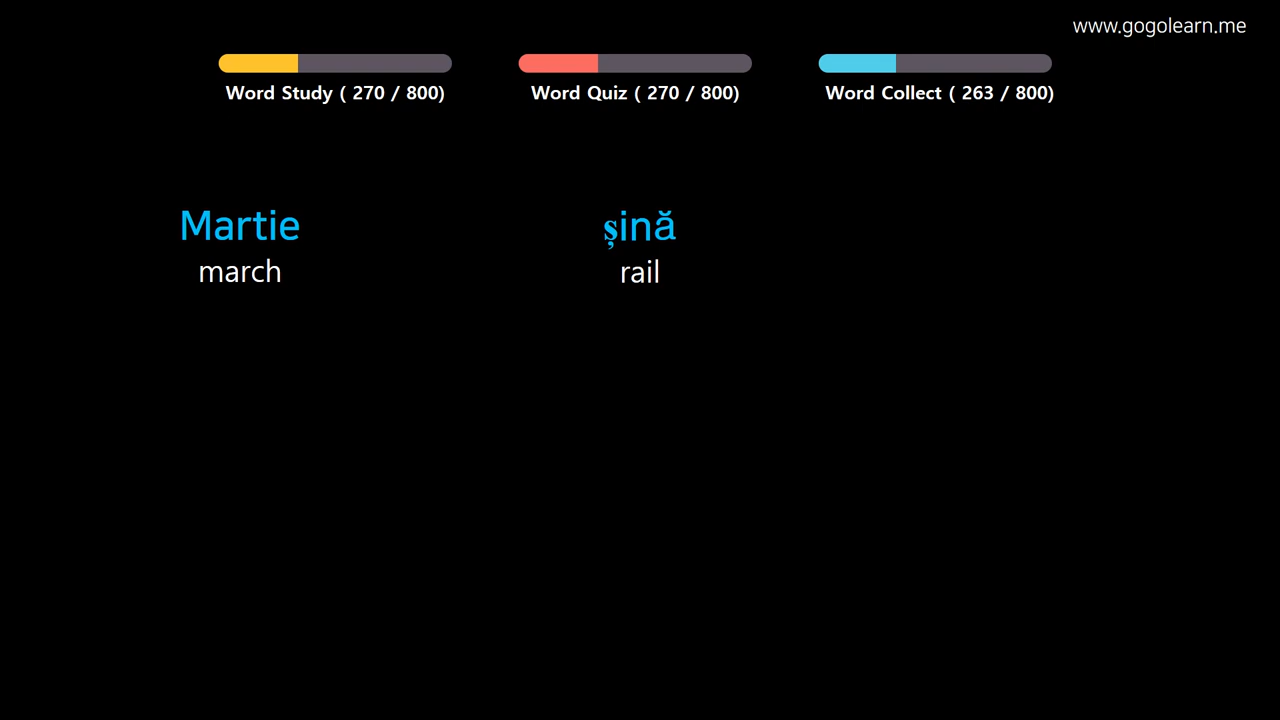 www.gogolearn.me
Word Study ( 270 / 800)
Word Quiz ( 270 / 800)
Word Collect ( 263 / 800)
Martie
șină
march
rail